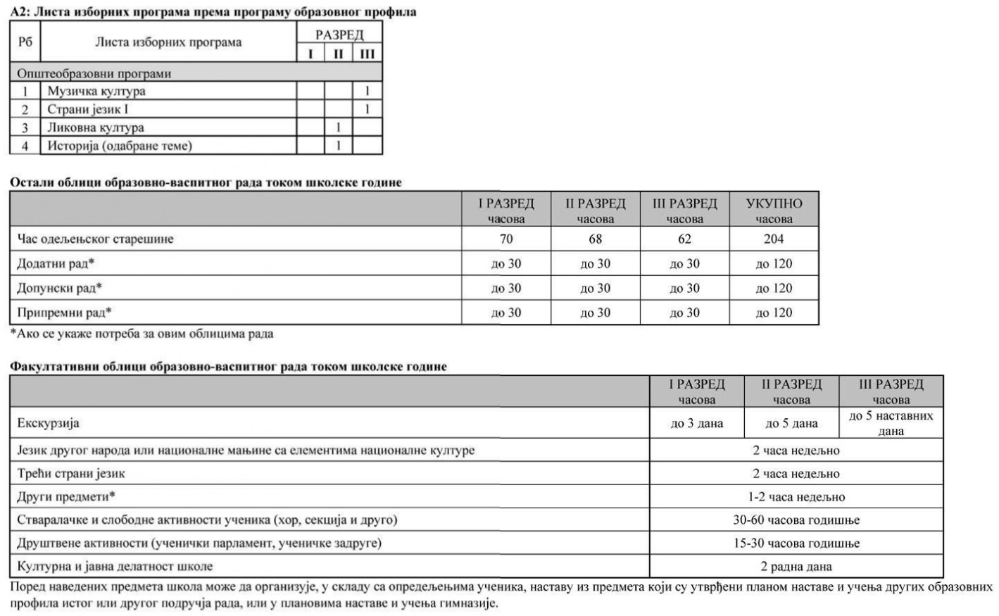 А2: Листа изборних програма према програму образовног профила
Рб Листа изборних програма РАЗРЕД
I II III
Општеобразовни програми
1 Музичка култура 1
2 Страни језик I 1
3 Ликовна култура 1
4 Историја (одабране теме) 1
Остали облици образовно-васпитног рада током школске године
I РАЗРЕД II РАЗРЕД III РАЗРЕД УКУПНО
часова часова часова часова
Час одељењског старешине 70 68 62 204
Додатни рад* до 30 до 30 до 30 до 120
Допунски рад* до 30 до 30 до 30 до 120
Припремни рад* до 30 до 30 до 30 до 120
*Ако се укаже потреба за овим облицима рада
Факултативни облици образовно-васпитног рада током школске године
I РАЗРЕД II РАЗРЕД III РАЗРЕД
часова часова часова
Екскурзија до 3 дана до 5 дана до 5 наставних
дана
Језик другог народа или националне мањине са елементима националне културе 2 часа недељно
Трећи страни језик 2 часа недељно
Други предмети* 1-2 часа недељно
Стваралачке и слободне активности ученика (хор, секција и друго) 30-60 часова годишње
Друштвене активности (ученички парламент, ученичке задруге) 15-30 часова годишње
Културна и јавна делатност школе 2 радна дана
Поред наведених предмета школа може да организује, у складу са опредељењима ученика, наставу из предмета који су утврђени планом наставе и учења других образовних
профила истог или другог подручја рада, или у плановима наставе и учења гимназије.